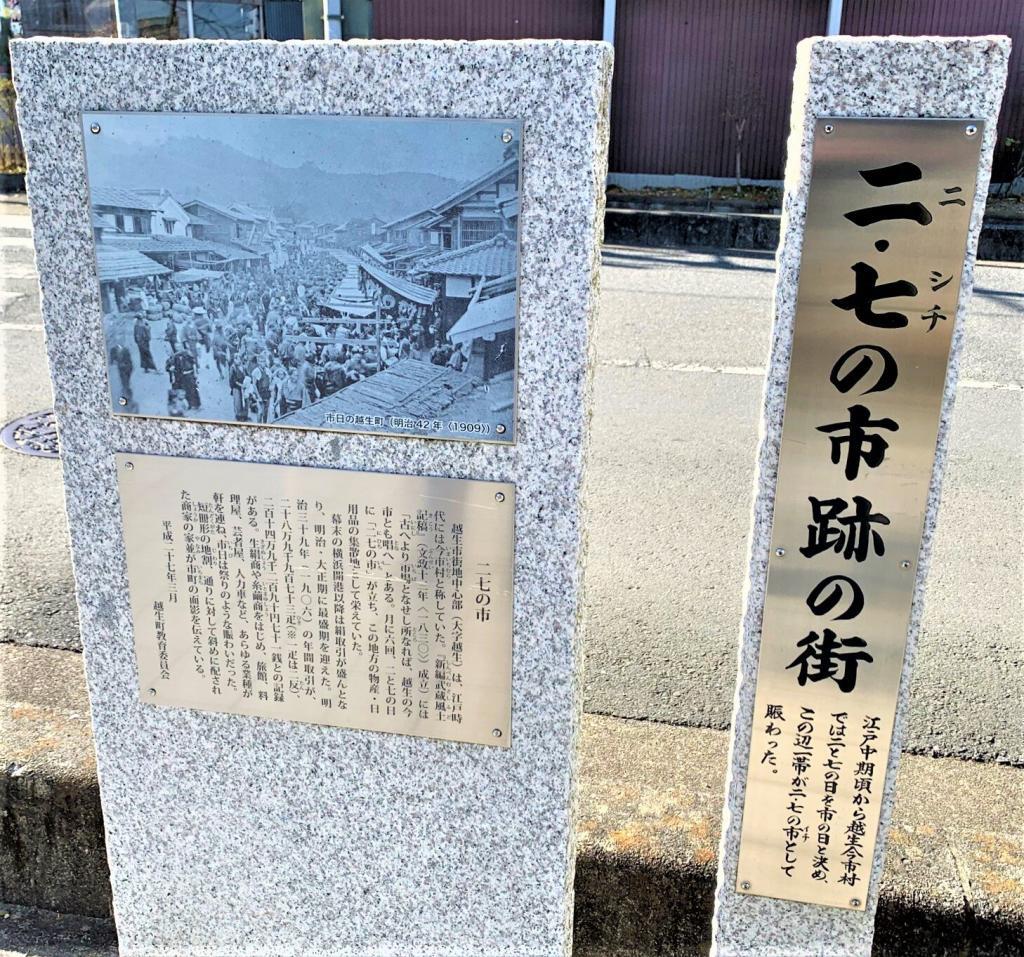 市日の越生町(明治42年〈1909〉)
二七の市
越生市街地中心部(大字越生)は、江戸時
代には今市村と称していた。『新編武蔵風土
記稿』(文政十三年〈一八三〇〉成立)には
「古へより市場となせし所なれば、越生の今
市とも唱へ」とある。月に六回、二と七の日
に「二七の市」が立ち、この地方の物産・日
用品の集散地として栄えていた。
幕末の横浜開港以降は絹取引が盛んとな
り、明治・大正期に最盛期を迎えた。明
治三十九年(一九〇六)の年間取引が、
二十八万九千九百七十三疋(※一疋は二反)、
二百十四万九千二百九十円七十一銭との記録
がある。生絹商や糸繭商をはじめ、旅館、料
理屋、芸者屋、人力車など、あらゆる業種が
軒を連ね、市日は祭りのような賑わいだった。
短冊形の地割、通りに対して斜めに配され
た商家の家並が市町の面影を伝えている。
平成二十七年三月
越生町教育委員会
二・七の市跡の街
ニ シチ
江戸中期頃から越生今市村
では二と七の日を市の日と決め、
この辺一帯が二・七の市として
賑わった。
イチ